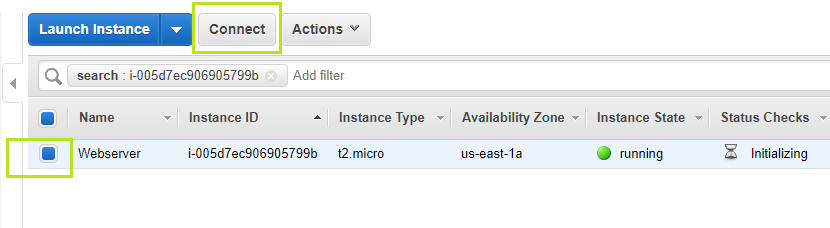 Launch Instance Connect Actions
search : i-005d7ec906905799b Add filter
Name Instance ID Instance Type Availability Zone Instance State Status Checks
Webserver i-005d7ec906905799b t2.micro us-east-1a running Initializing